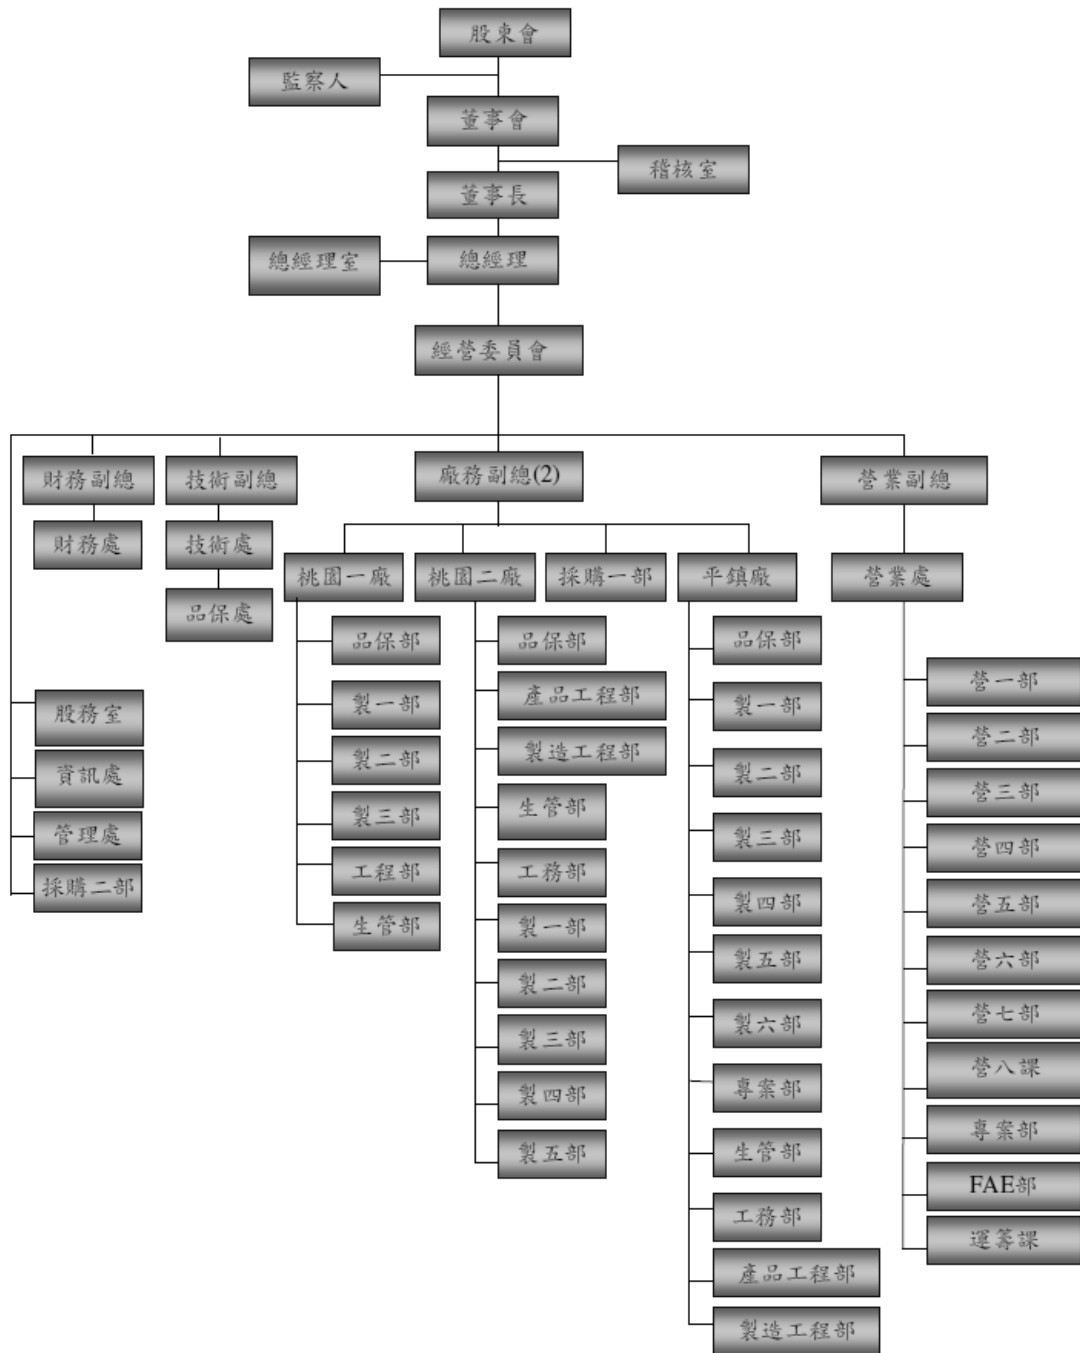 股東會
監察人
董事會
稽核室
董事長
總經理室
總經理
經營委員會
財務副總
技術副總
廠務副總(2)
營業副總
財務處
技術處
品保處
股務室
資訊處
管理處
採購二部
桃園一廠
桃園二廠
採購一部
平鎮廠
營業處
品保部
製一部
製二部
製三部
工程部
生管部
品保部
產品工程部
製造工程部
生管部
工務部
製一部
製二部
製三部
製四部
製五部
品保部
製一部
製二部
製三部
製四部
製五部
製六部
專案部
生管部
工務部
產品工程部
製造工程部
營一部
營二部
營三部
營四部
營五部
營六部
營七部
營八課
專案部
FAE部
運籌課